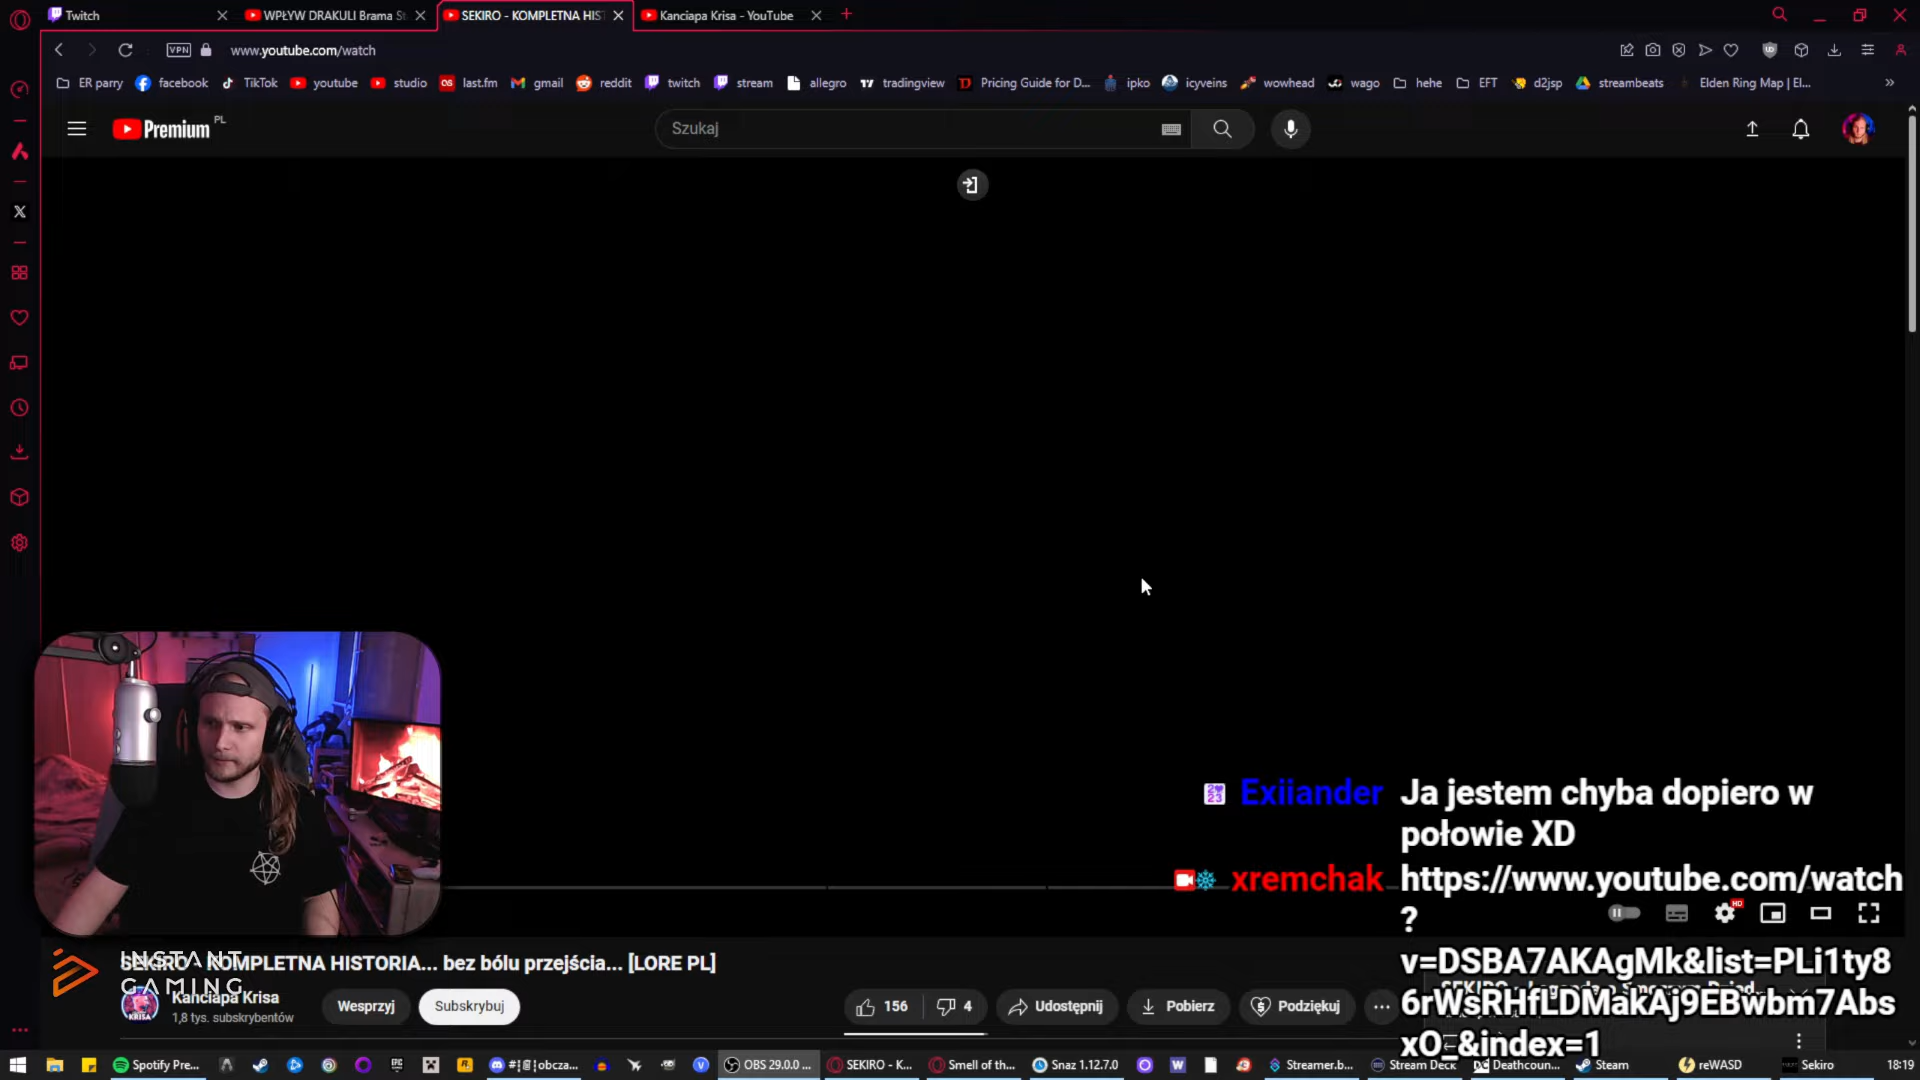 Twitch
WPŁYW DRAKULI Brama S
SEKIRO - KOMPLETNA HIS
Kanciapa Krisa - YouTube
VPN
www.youtube.com/watch
ER parry
facebook
TikTok
youtube
studio
last.fm
gmail
reddit
twitch
stream
allegro
tradingview
Pricing Guide for D...
ipko
icyveins
wowhead
wago
hehe
EFT
d2jsp
streambeats
Elden Ring Map | El...
Premium PL
Szukaj
Exiiander Ja jestem chyba dopiero w
połowie XD
xremchak https://www.youtube.com/watch
?
v=DSBA7AKAgMk&list=PLi1ty8
6rWsRHfLDMakAj9EBwbm7Abs
xO_&index=1
HD
INSTANT
GAMING
SEKIRO - KOMPLETNA HISTORIA... bez bólu przejścia... [LORE PL]
Kanciapa Krisa
1,8 tys. subskrybentów
Wesprzyj
Subskrybuj
156
4
Udostępnij
Pobierz
Podziękuj
Spotify Pre...
OBS 29.0.0 ...
SEKIRO - K...
Smell of th...
Snaz 1.12.7.0
Streamer.b...
Stream Deck
Deathcoun...
Steam
reWASD
Sekiro
18:19